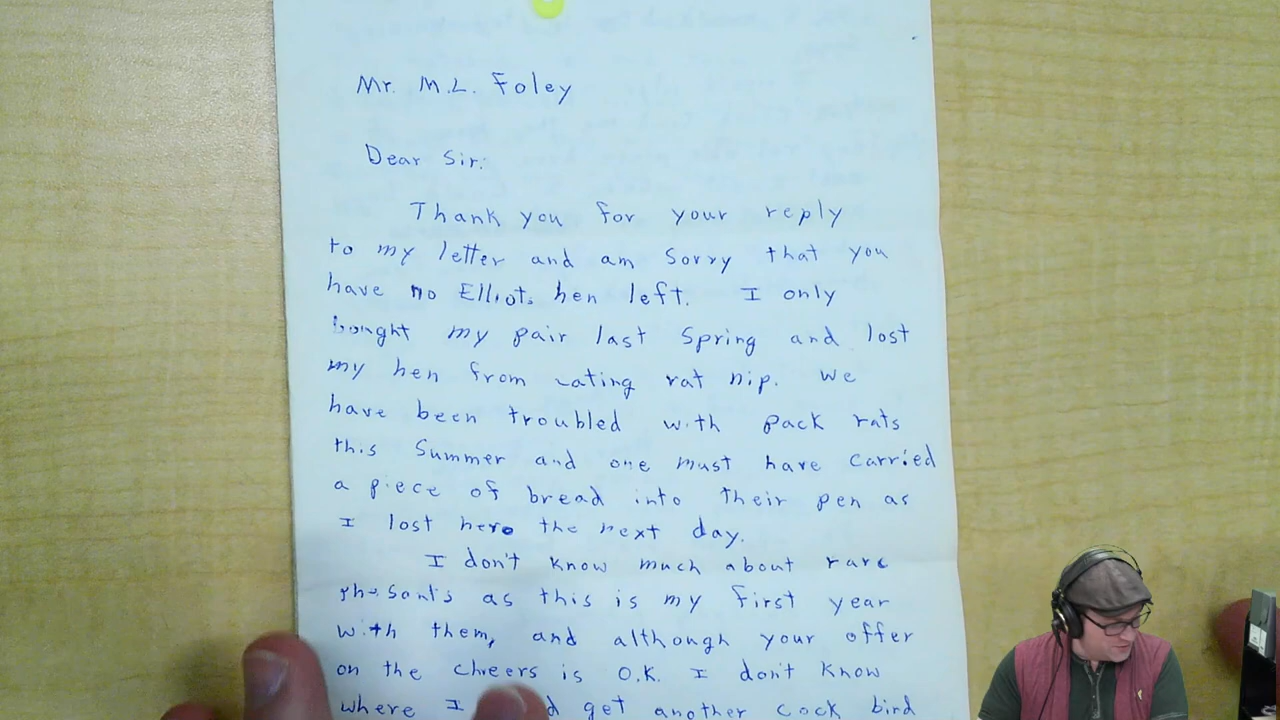 Mr. M.L. Foley
Dear Sir:
Thank you for your reply
to my letter and am sorry that you
have no Elliots hen left. I only
bought my pair last Spring and lost
my hen from eating rat nip. We
have been troubled with pack rats
this Summer and one must have carried
a piece of bread into their pen as
I lost here the next day.
I don't know much about rare
phesants as this is my first year
with them, and although your offer
on the cheers is O.K. I don't know
where I get another cock bird